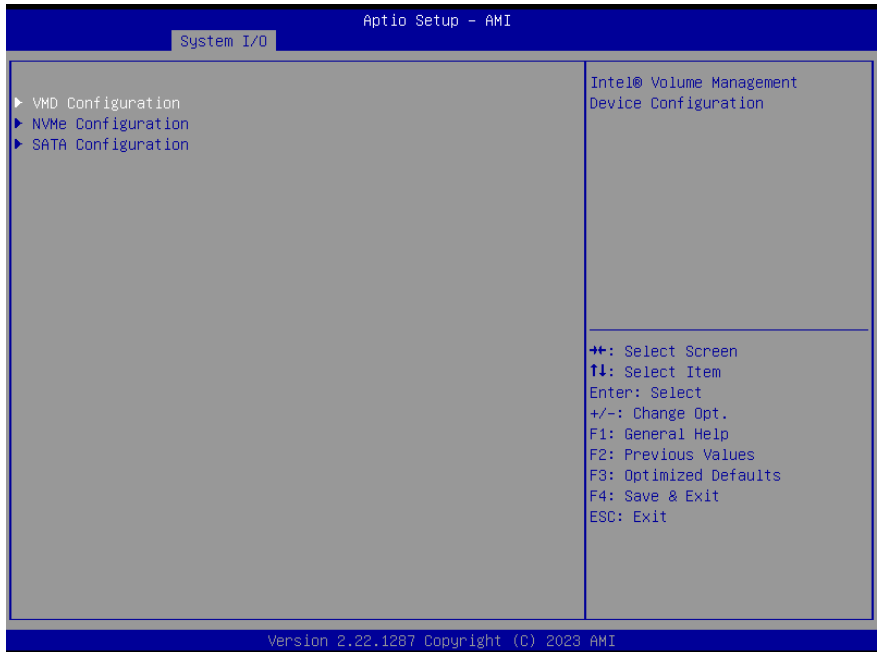 Aptio Setup – AMI
System I/O
▶ VMD Configuration
▶ NVMe Configuration
▶ SATA Configuration
Intel® Volume Management
Device Configuration
→←: Select Screen
↑↓: Select Item
Enter: Select
+/-: Change Opt.
F1: General Help
F2: Previous Values
F3: Optimized Defaults
F4: Save & Exit
ESC: Exit
Version 2.22.1287 Copyright (C) 2023 AMI